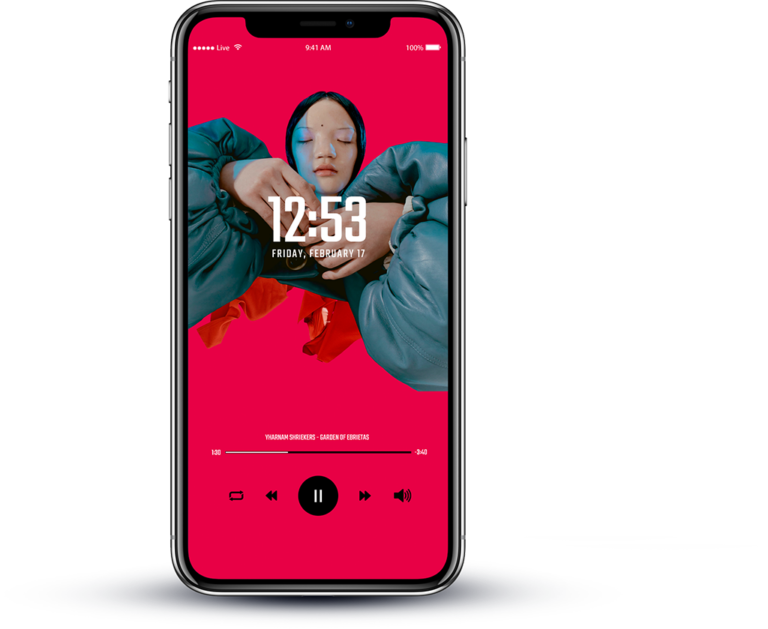 Live
9:41 AM
100%
12:53
FRIDAY, FEBRUARY 17
YHARNAM SHRIEKERS - GARDEN OF EBRIETAS
1:30
-3:40